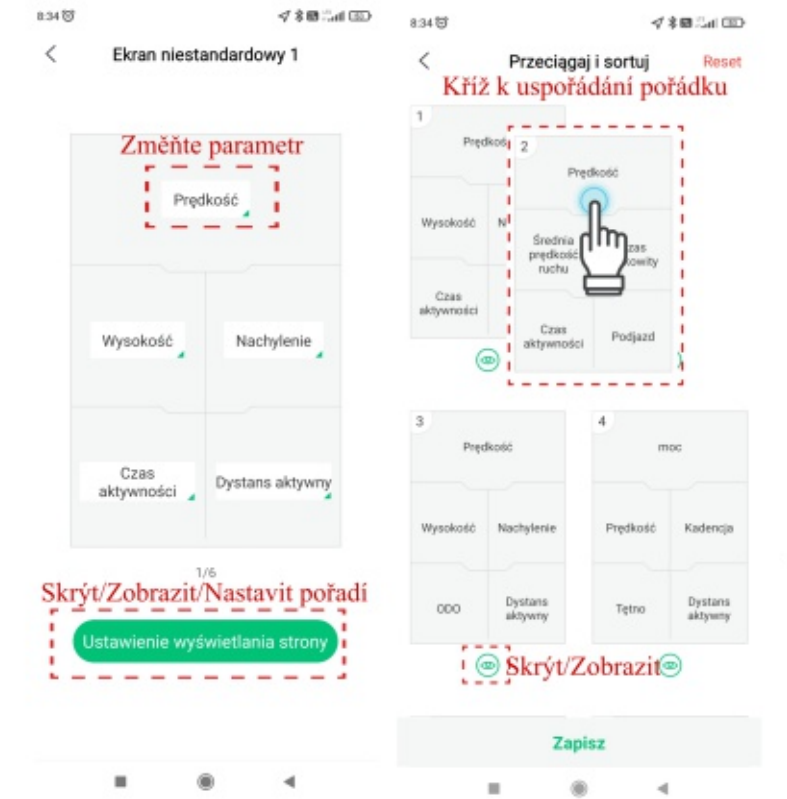 8:34
Ekran niestandardowy 1
Změňte parametr
Prędkość
Wysokość
Nachylenie
Czas
aktywności
Dystans aktywny
1/6
Skrýt/Zobrazit/Nastavit pořadí
Ustawienie wyświetlania strony
8:34
Przeciągaj i sortuj
Reset
Kříž k uspořádání pořádku
1
Prędkoś
Wysokość
N
Czas
aktywności
2
Prędkość
Średnia
prędkość
ruchu
zas
owity
Czas
aktywności
Podjazd
3
Prędkość
Wysokość
Nachylenie
ODO
Dystans
aktywny
4
moc
Prędkość
Kadencja
Tętno
Dystans
aktywny
Skrýt/Zobrazit
Zapisz